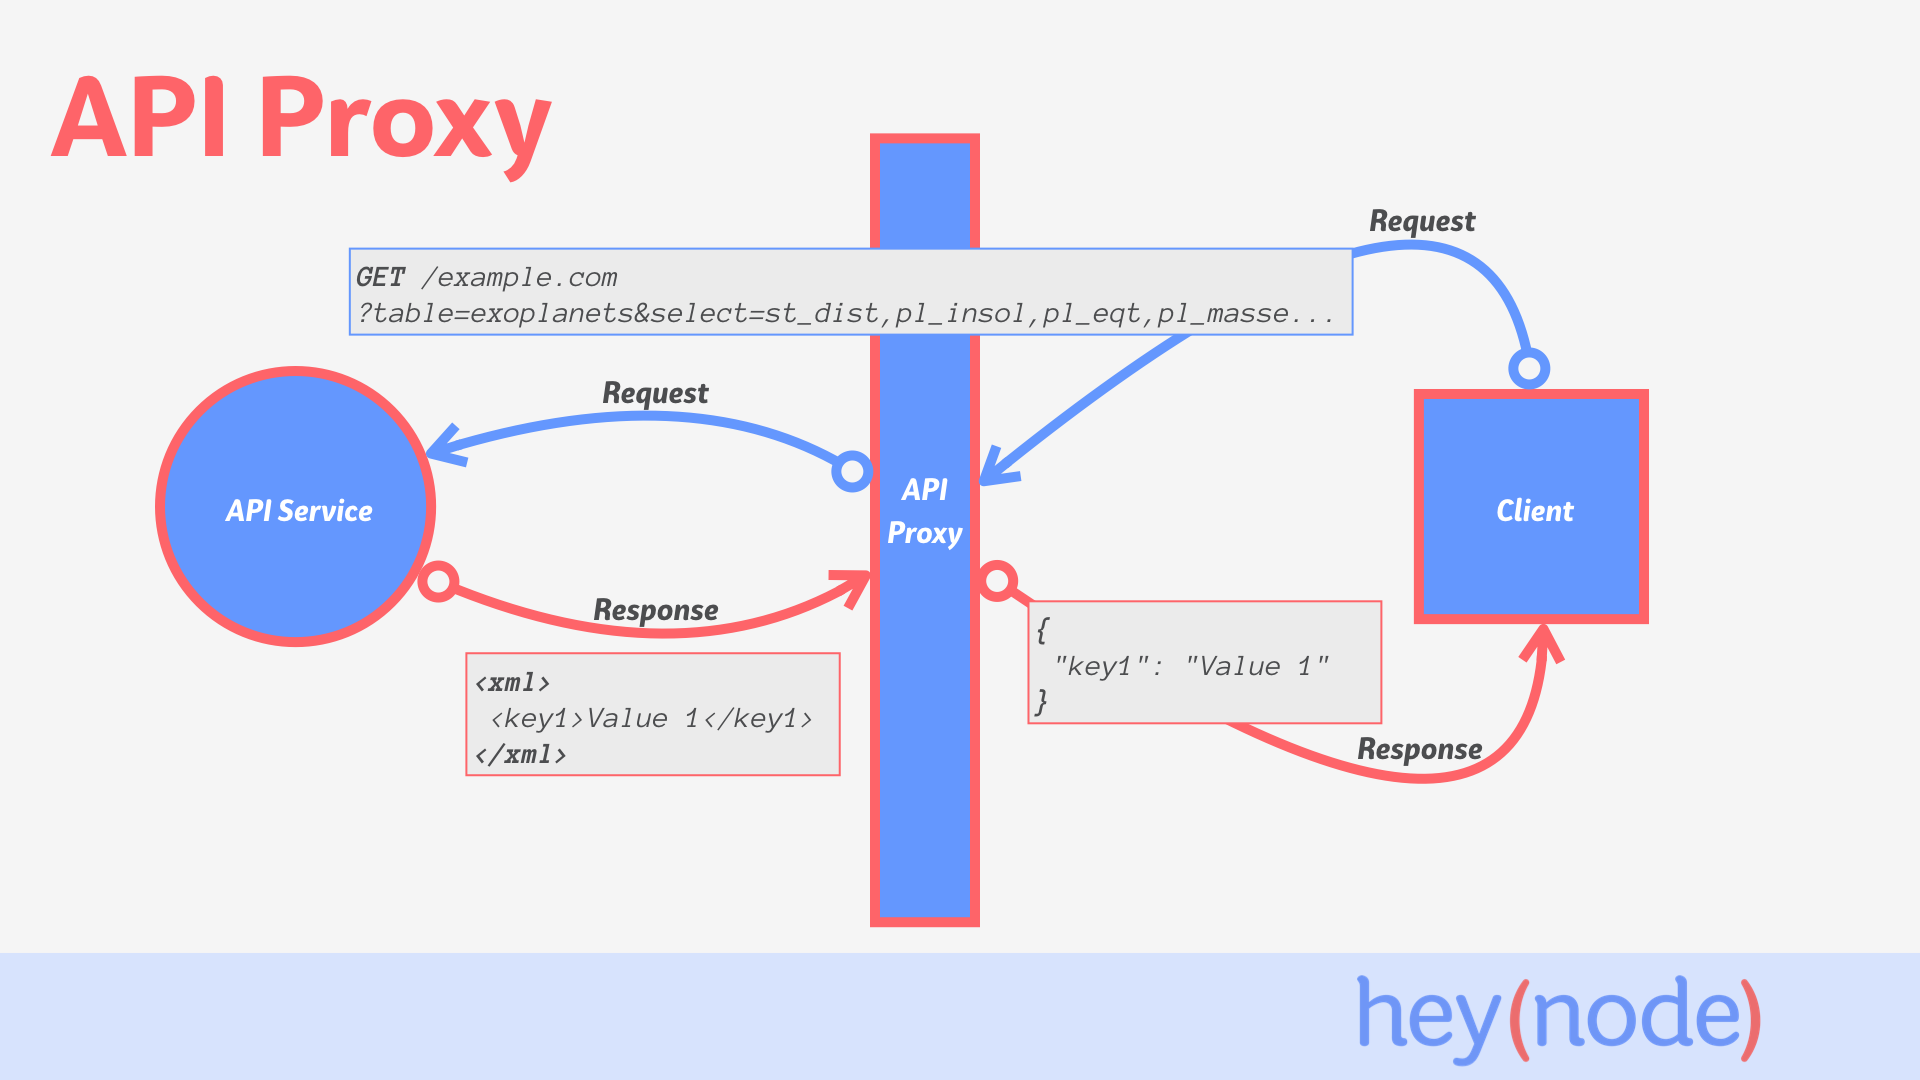 API Proxy
Request
GET /example.com
?table=exoplanets&select=st_dist,pl_insol,pl_eqt,pl_masse...
Request
API Service
API
Proxy
Client
Response
<xml>
<key1>Value 1</key1>
</xml>
{
"key1": "Value 1"
}
Response
hey(node)